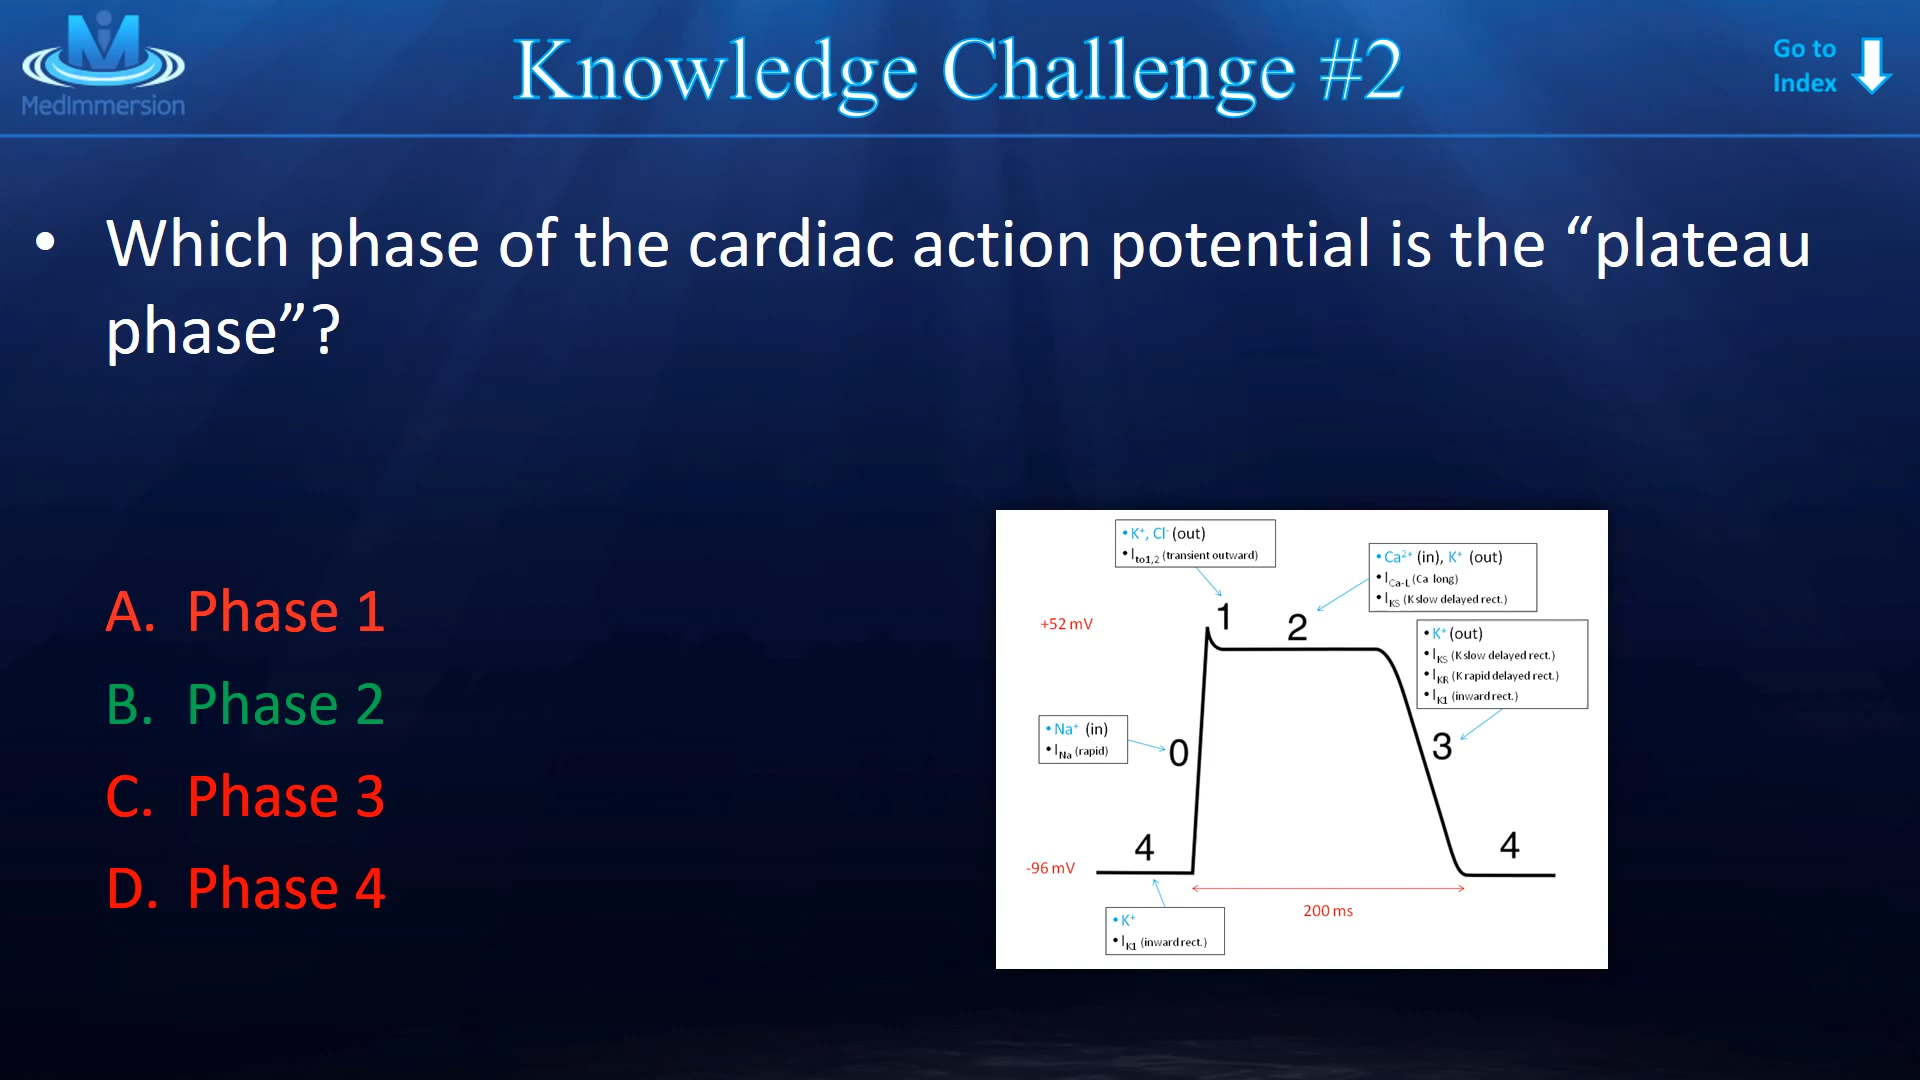 MedImmersion
Knowledge Challenge #2
Go to
Index
• Which phase of the cardiac action potential is the “plateau
phase”?
A. Phase 1
B. Phase 2
C. Phase 3
D. Phase 4
• K⁺, Cl⁻ (out)
• Ito1,2 (transient outward)
• Ca²⁺ (in), K⁺ (out)
• ICa-L (Ca long)
• IKS (K slow delayed rect.)
+52 mV
1
2
• K⁺ (out)
• IKS (K slow delayed rect.)
• IKR (K rapid delayed rect.)
• IK1 (inward rect.)
• Na⁺ (in)
• INa (rapid)
0
3
4
4
-96 mV
200 ms
• K⁺
• IK1 (inward rect.)